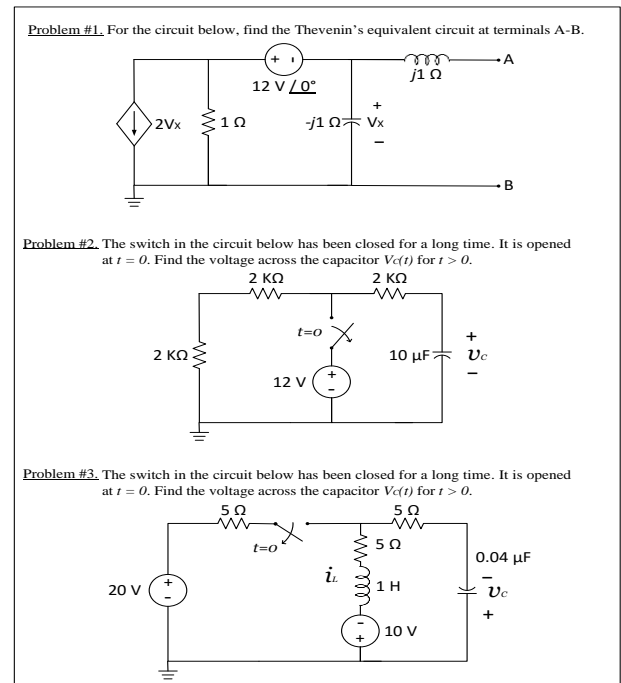 Problem #1. For the circuit below, find the Thevenin's equivalent circuit at terminals A-B.
+ -
A
j1 Ω
12 V /0°
+
2Vx
1 Ω
-j1 Ω
Vx
-
B
Problem #2. The switch in the circuit below has been closed for a long time. It is opened
at t = 0. Find the voltage across the capacitor Vc(t) for t > 0.
2 KΩ
2 KΩ
t=0
2 KΩ
10 µF
+
vc
-
12 V
+
-
Problem #3. The switch in the circuit below has been closed for a long time. It is opened
at t = 0. Find the voltage across the capacitor Vc(t) for t > 0.
5 Ω
5 Ω
t=0
5 Ω
0.04 µF
iL
1 H
-
vc
+
20 V
+
-
-
+
10 V